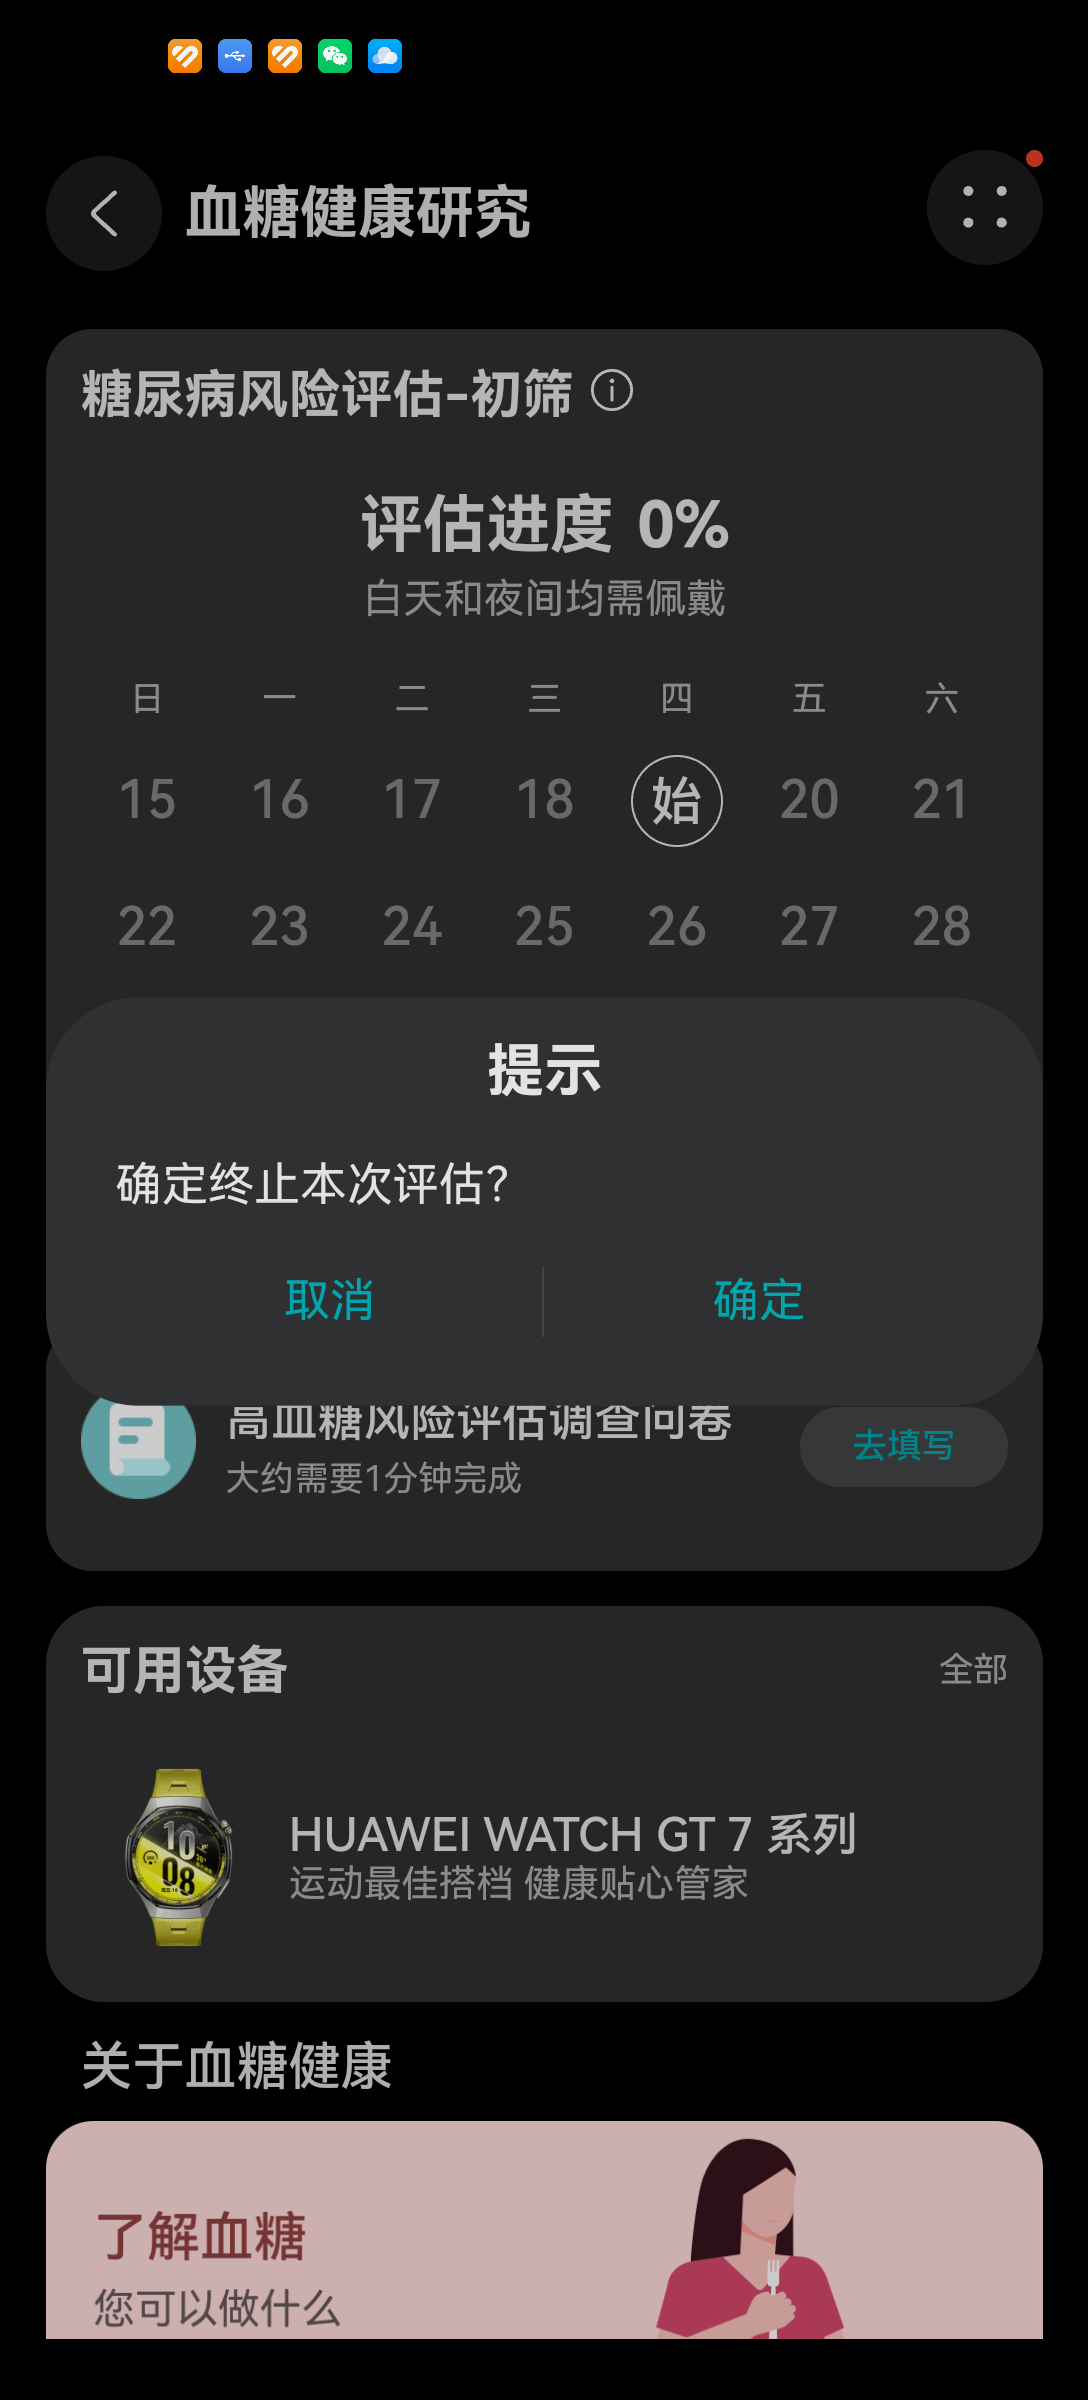 血糖健康研究
糖尿病风险评估-初筛
评估进度 0%
白天和夜间均需佩戴
日 一 二 三 四 五 六
15 16 17 18 始 20 21
22 23 24 25 26 27 28
提示
确定终止本次评估?
取消 确定
高血糖风险评估调查问卷
大约需要1分钟完成
去填写
可用设备
全部
10
08
HUAWEI WATCH GT 7 系列
运动最佳搭档 健康贴心管家
关于血糖健康
了解血糖
您可以做什么